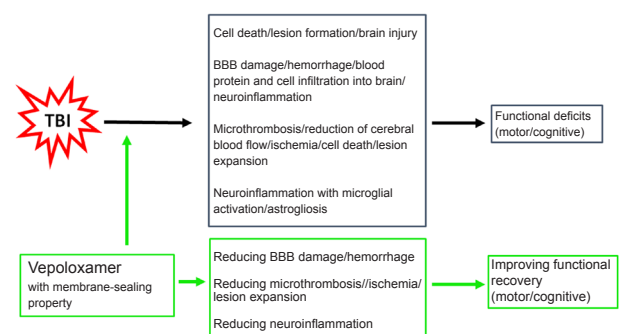 Cell death/lesion formation/brain injury
BBB damage/hemorrhage/blood
protein and cell infiltration into brain/
neuroinflammation
Microthrombosis/reduction of cerebral
blood flow/ischemia/cell death/lesion
expansion
Neuroinflammation with microglial
activation/astrogliosis
TBI
Functional deficits
(motor/cognitive)
Vepoloxamer
with membrane-sealing
property
Reducing BBB damage/hemorrhage
Reducing microthrombosis//ischemia/
lesion expansion
Reducing neuroinflammation
Improving functional
recovery
(motor/cognitive)